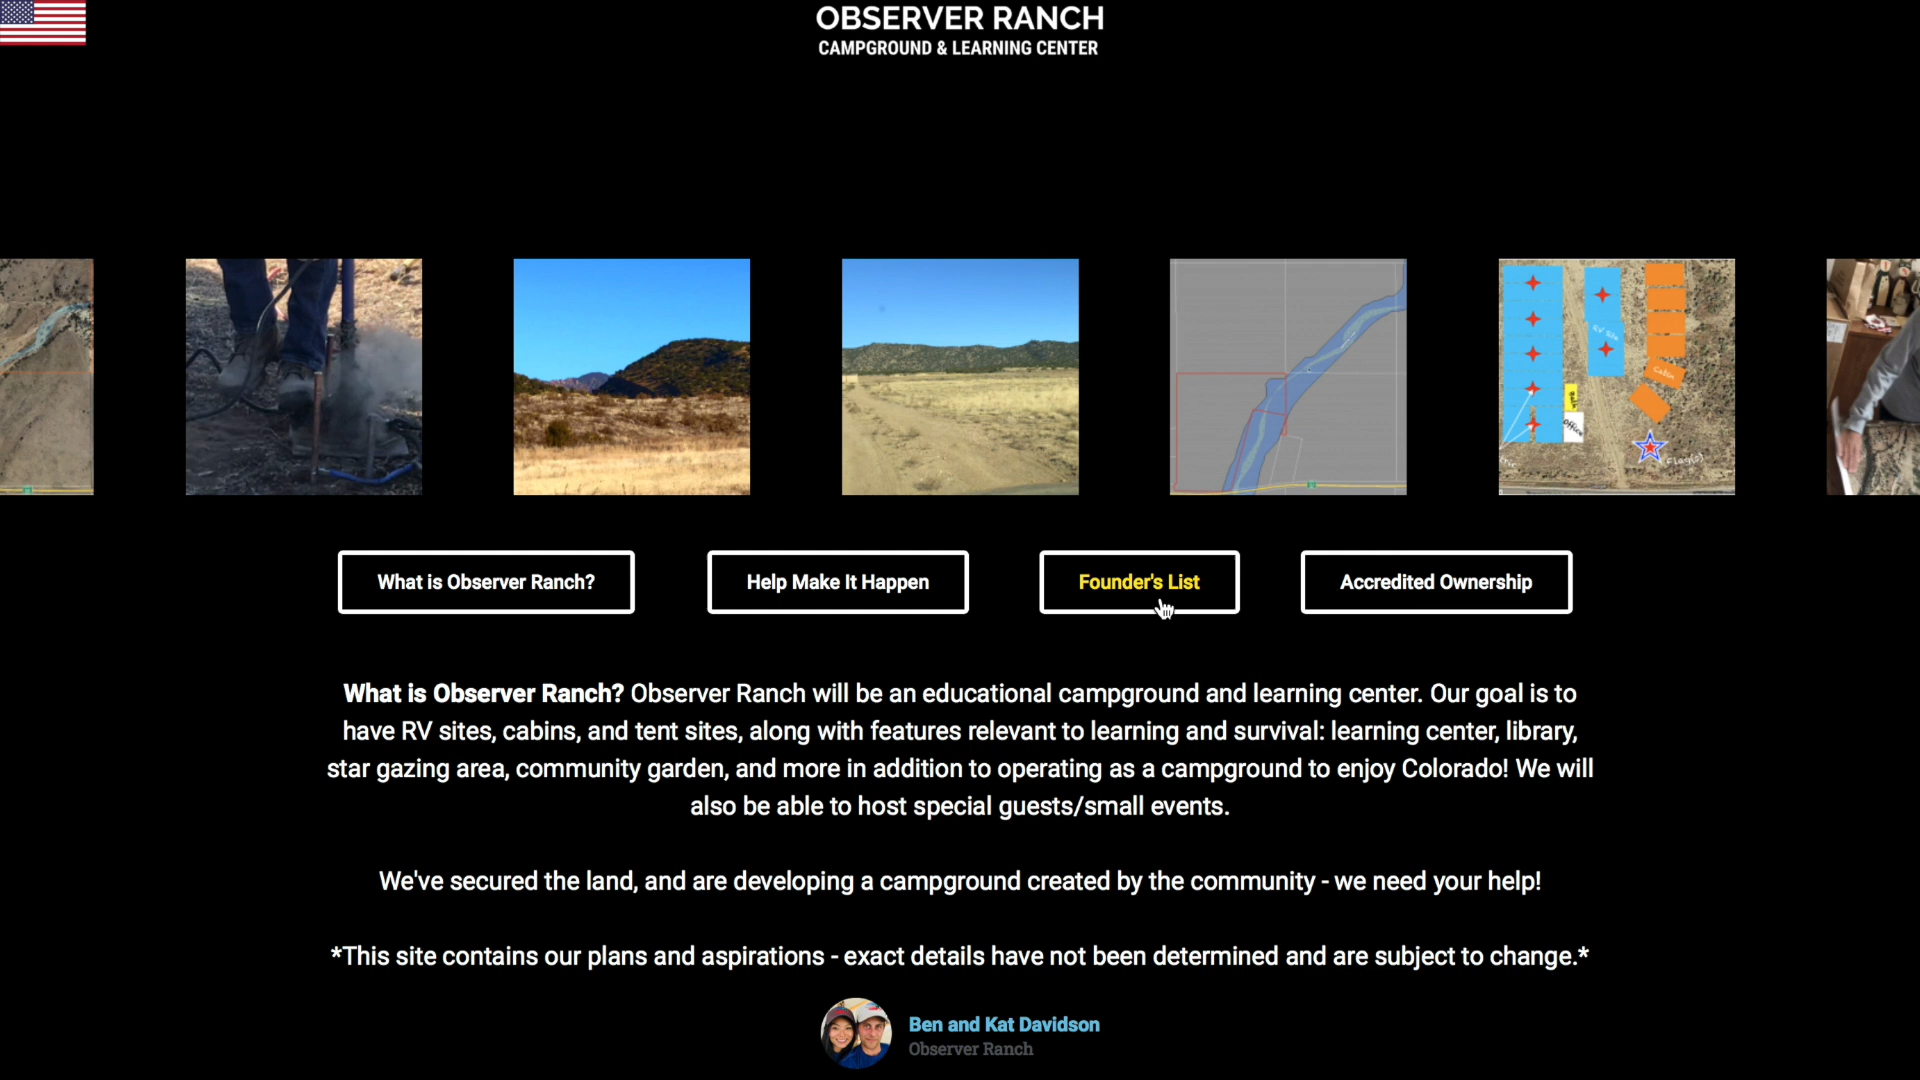 OBSERVER RANCH
CAMPGROUND & LEARNING CENTER
RV Site
Cabin
Bath
Office
Flag(s)
What is Observer Ranch?
Help Make It Happen
Founder's List
Accredited Ownership
What is Observer Ranch? Observer Ranch will be an educational campground and learning center. Our goal is to
have RV sites, cabins, and tent sites, along with features relevant to learning and survival: learning center, library,
star gazing area, community garden, and more in addition to operating as a campground to enjoy Colorado! We will
also be able to host special guests/small events.
We've secured the land, and are developing a campground created by the community - we need your help!
*This site contains our plans and aspirations - exact details have not been determined and are subject to change.*
Ben and Kat Davidson
Observer Ranch